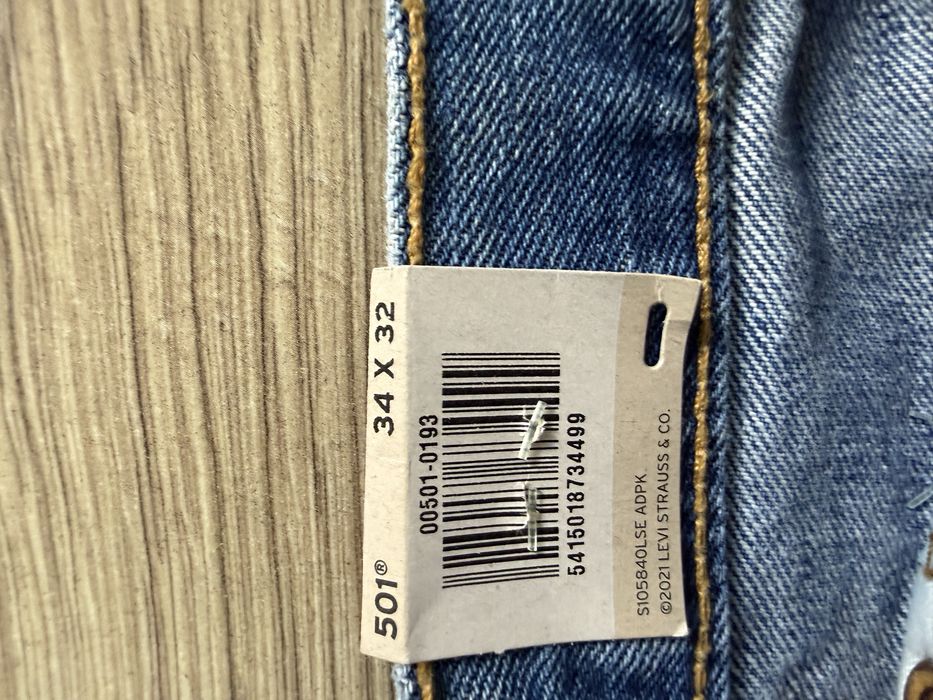 501® 34 X 32
00501-0193
5415018734499
S105840LSE ADPK
©2021 LEVI STRAUSS & CO.